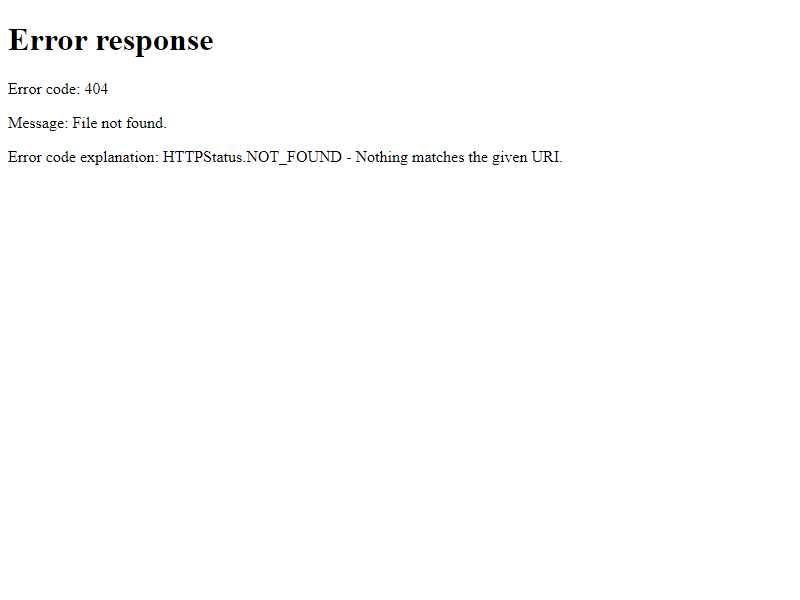 Error response
Error code: 404
Message: File not found.
Error code explanation: HTTPStatus.NOT_FOUND - Nothing matches the given URI.